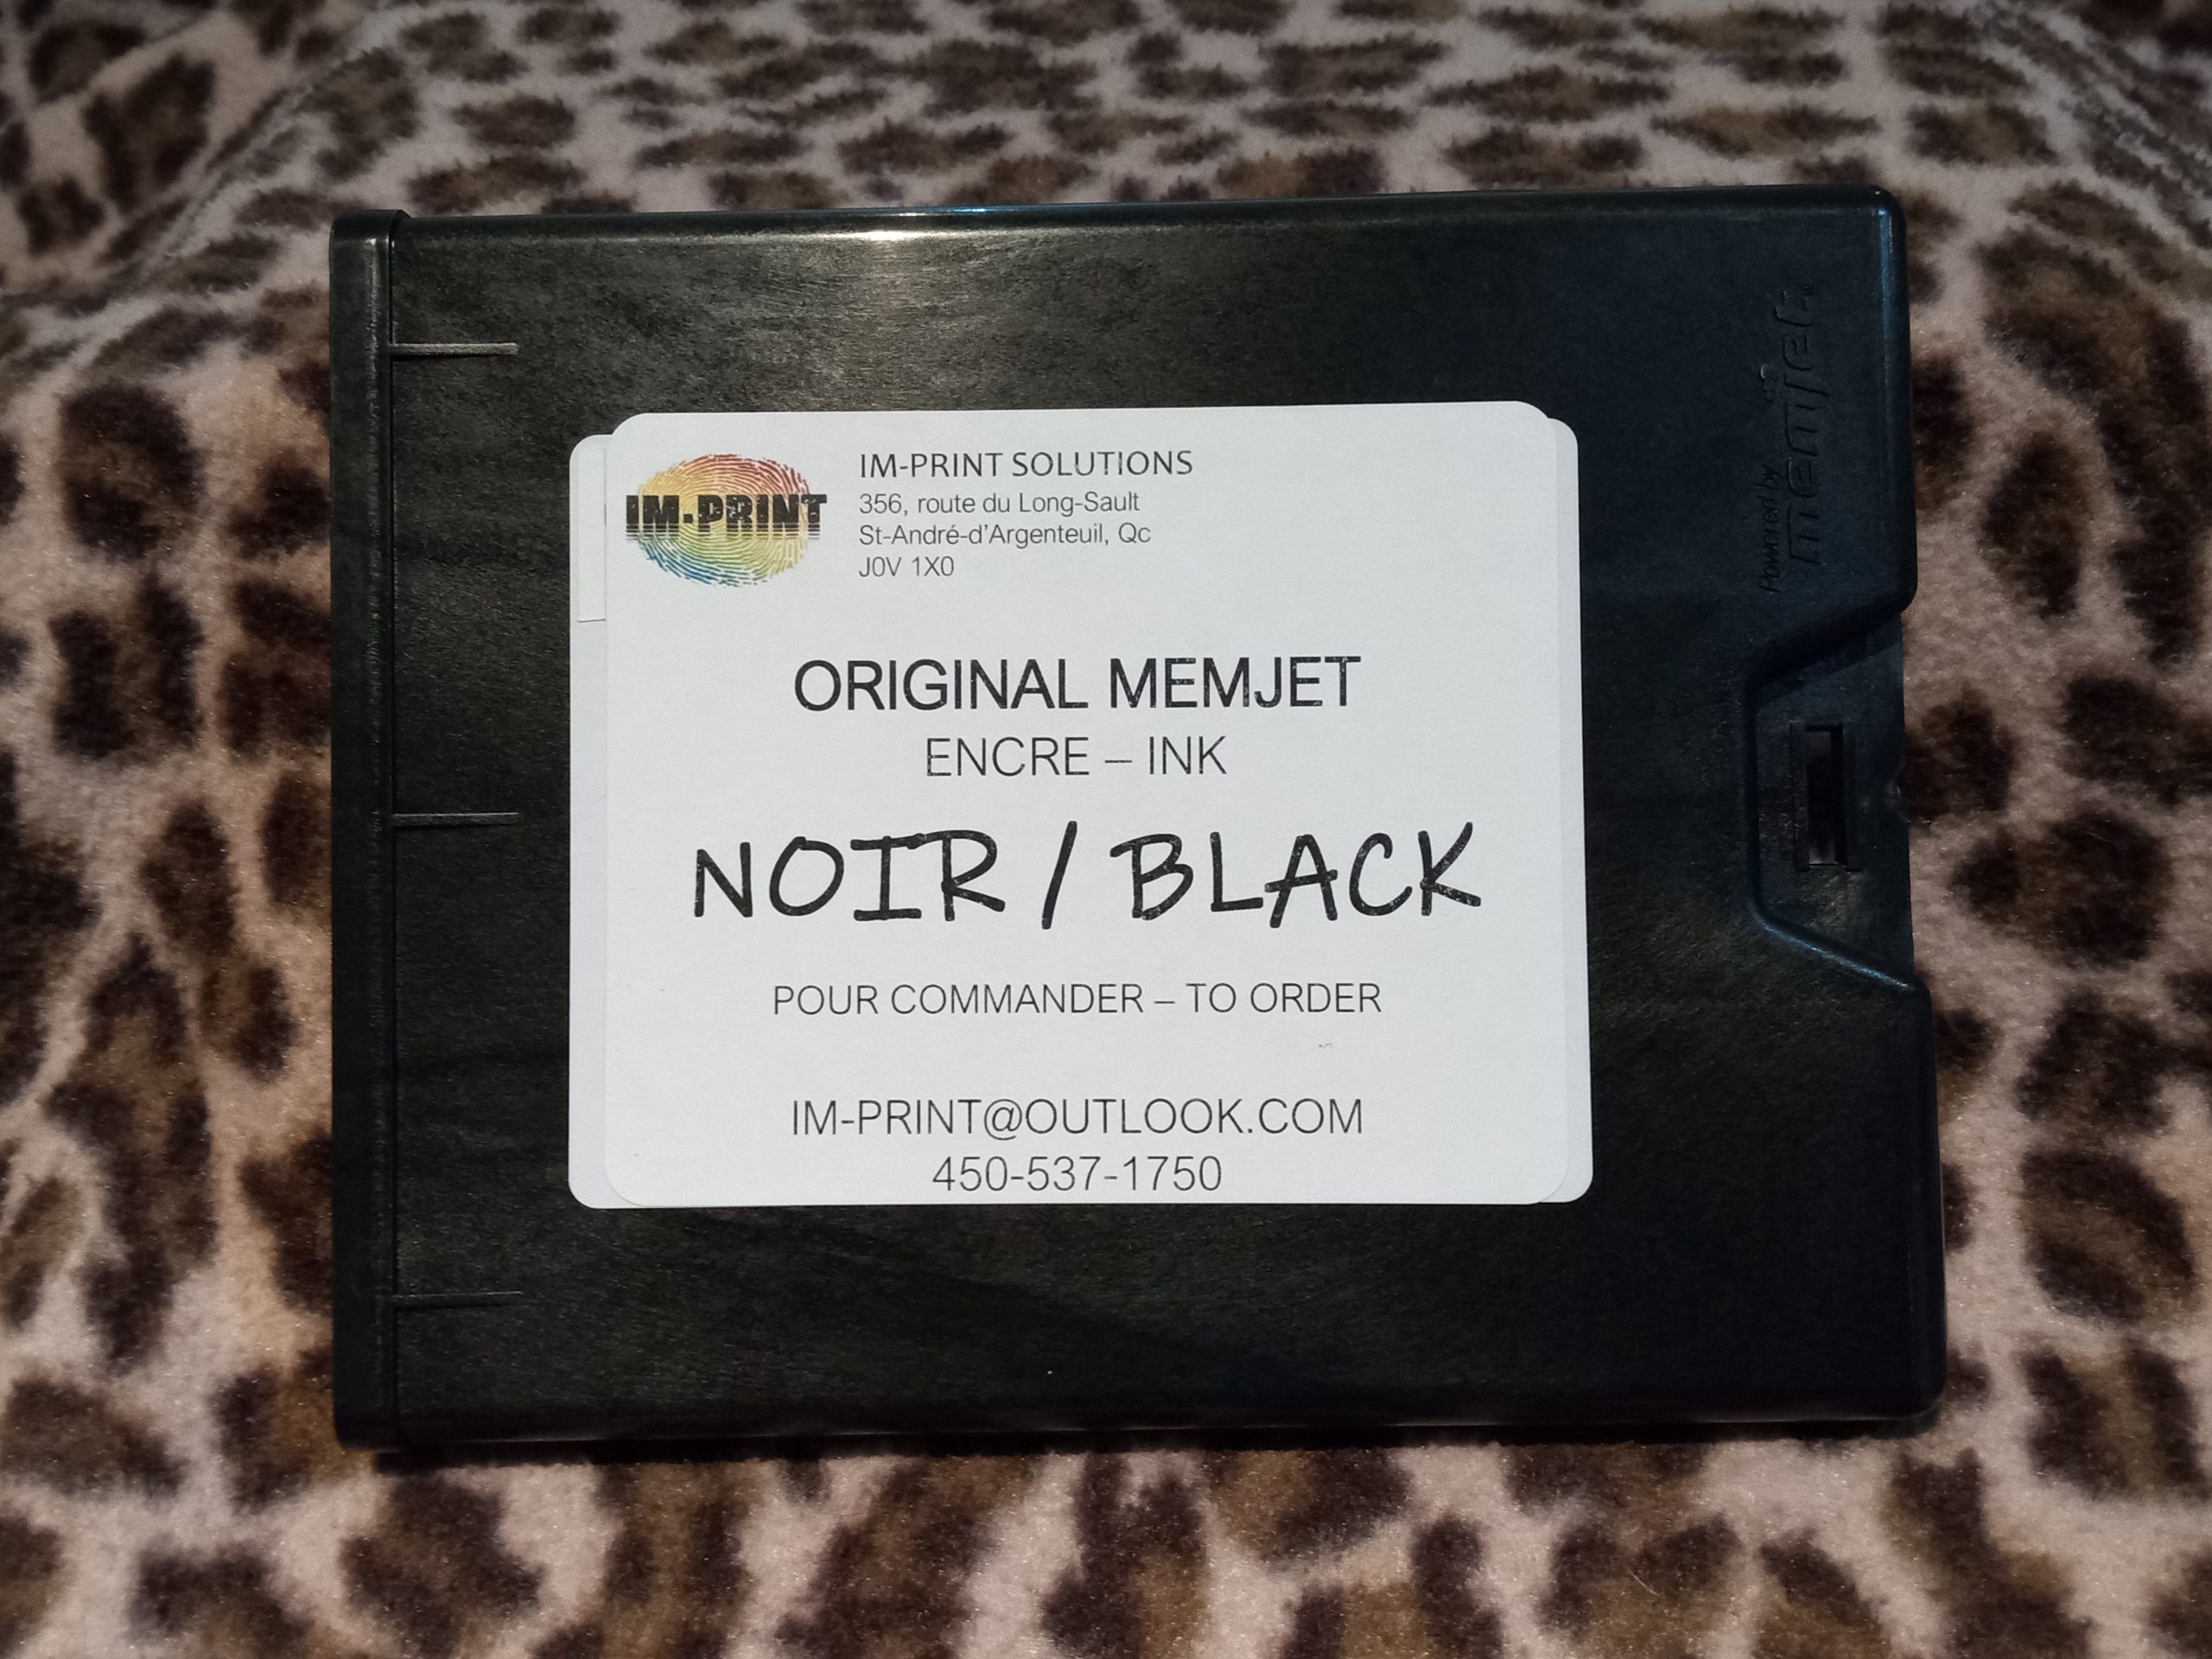 IM-PRINT
IM-PRINT SOLUTIONS
356, route du Long-Sault
St-André-d'Argenteuil, Qc
J0V 1X0
ORIGINAL MEMJET
ENCRE – INK
NOIR / BLACK
POUR COMMANDER – TO ORDER
IM-PRINT@OUTLOOK.COM
450-537-1750
Powered by
memjet